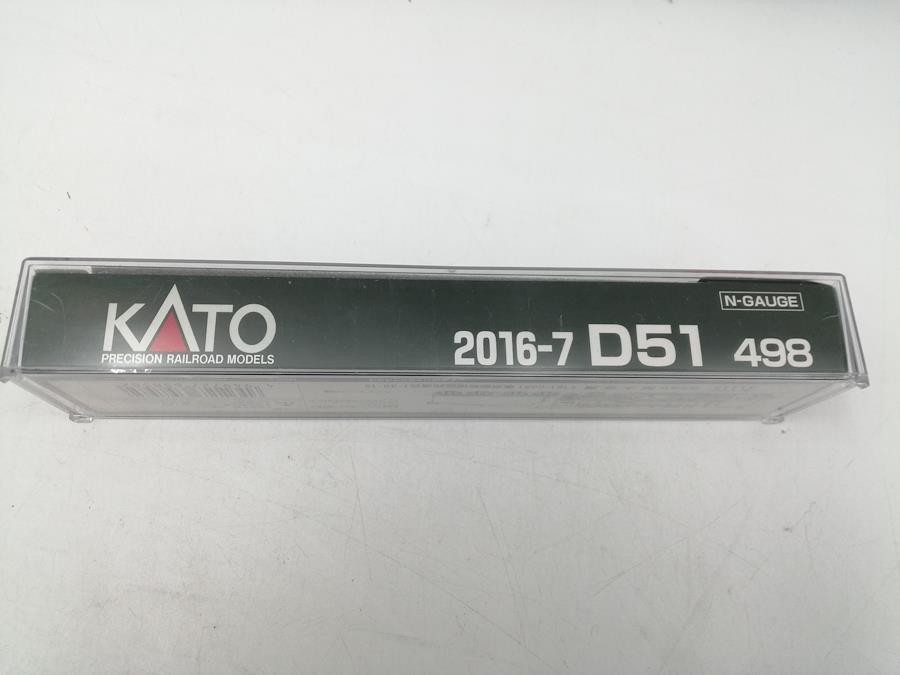 KATO
PRECISION RAILROAD MODELS
N-GAUGE
2016-7 D51 498